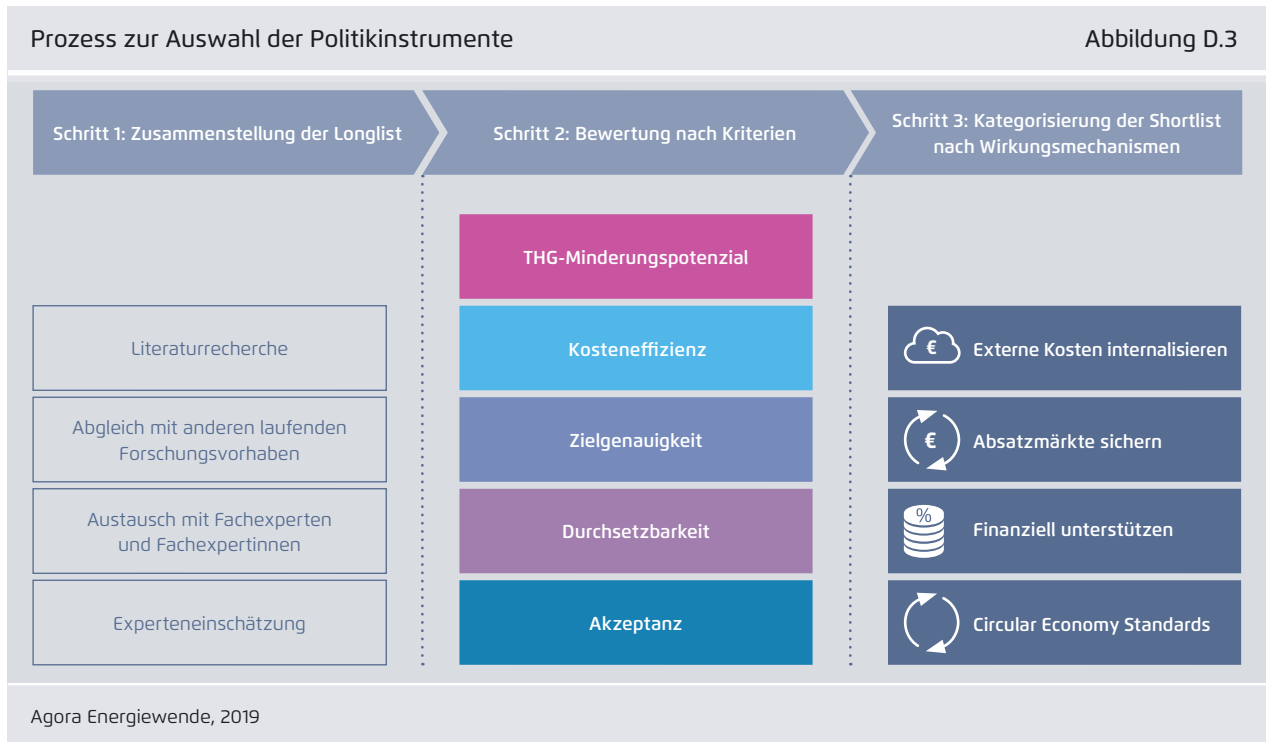 Prozess zur Auswahl der Politikinstrumente
Abbildung D.3
Schritt 1: Zusammenstellung der Longlist
Schritt 2: Bewertung nach Kriterien
Schritt 3: Kategorisierung der Shortlist
nach Wirkungsmechanismen
Literaturrecherche
Abgleich mit anderen laufenden
Forschungsvorhaben
Austausch mit Fachexperten
und Fachexpertinnen
Experteneinschätzung
THG-Minderungspotenzial
Kosteneffizienz
Zielgenauigkeit
Durchsetzbarkeit
Akzeptanz
€
Externe Kosten internalisieren
€
Absatzmärkte sichern
%
Finanziell unterstützen
Circular Economy Standards
Agora Energiewende, 2019